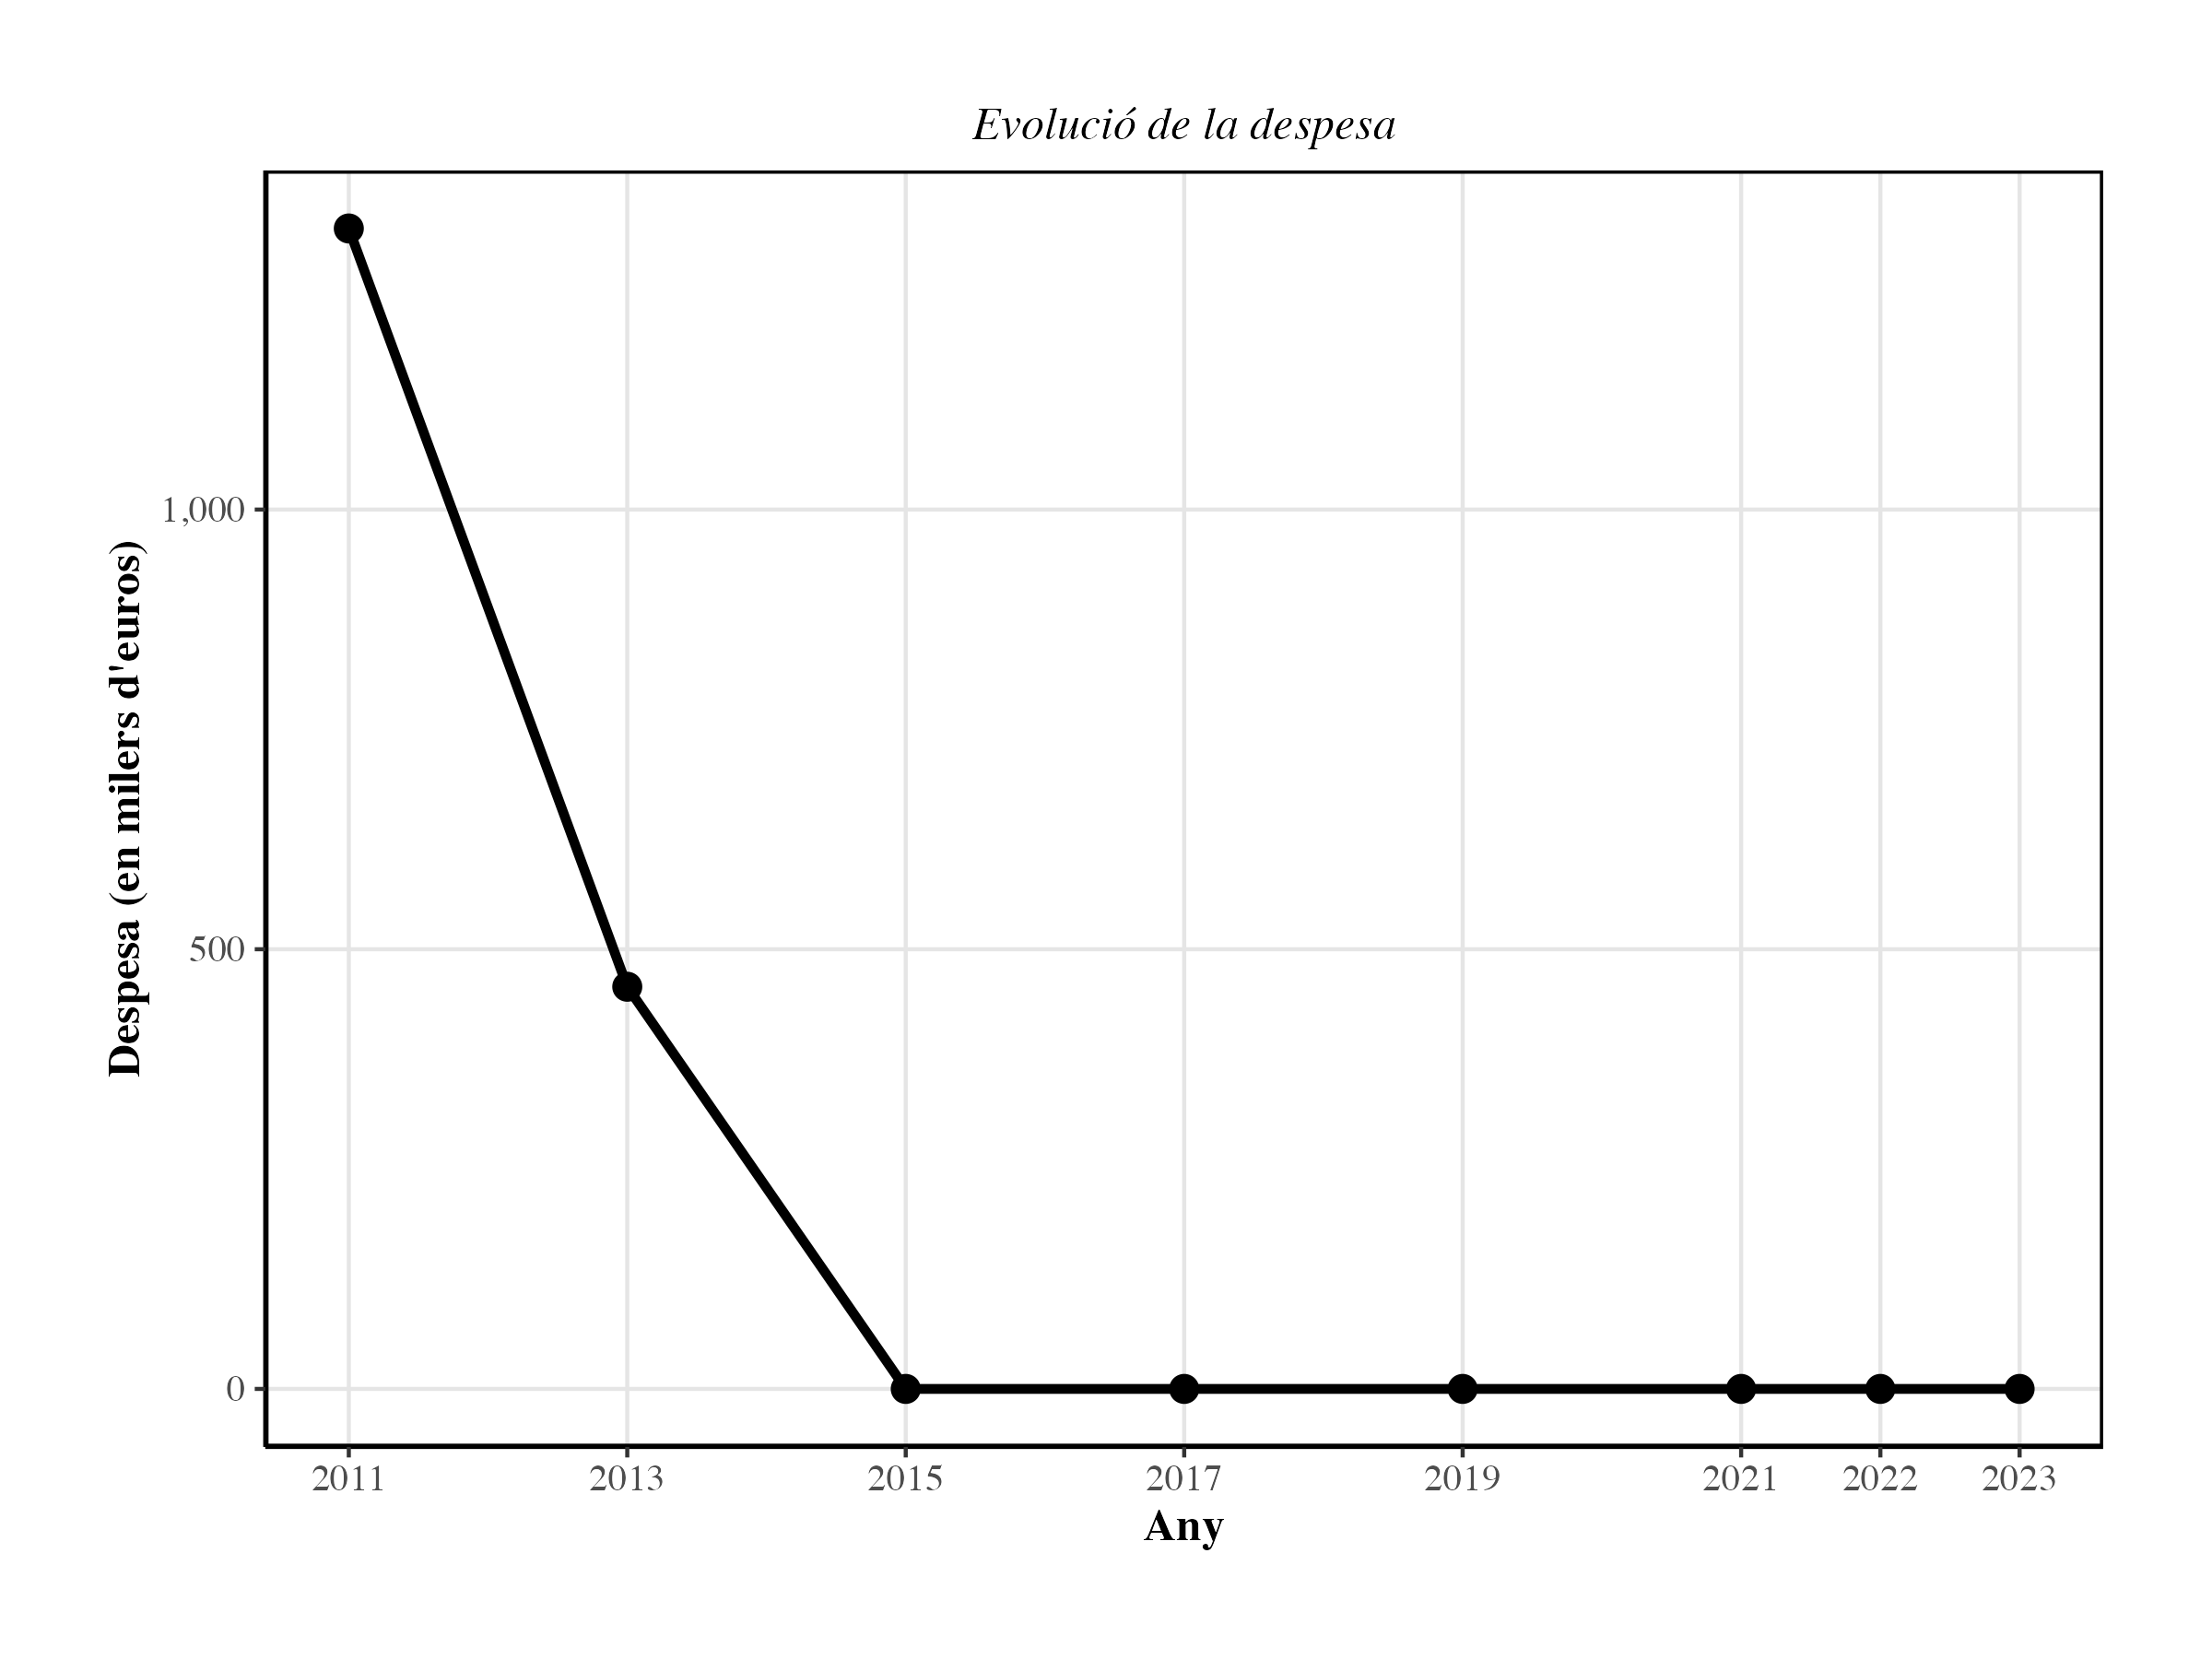 Evolució de la despesa
Despesa (en milers d'euros)
1,000
500
0
2011 2013 2015 2017 2019 2021 2022 2023
Any